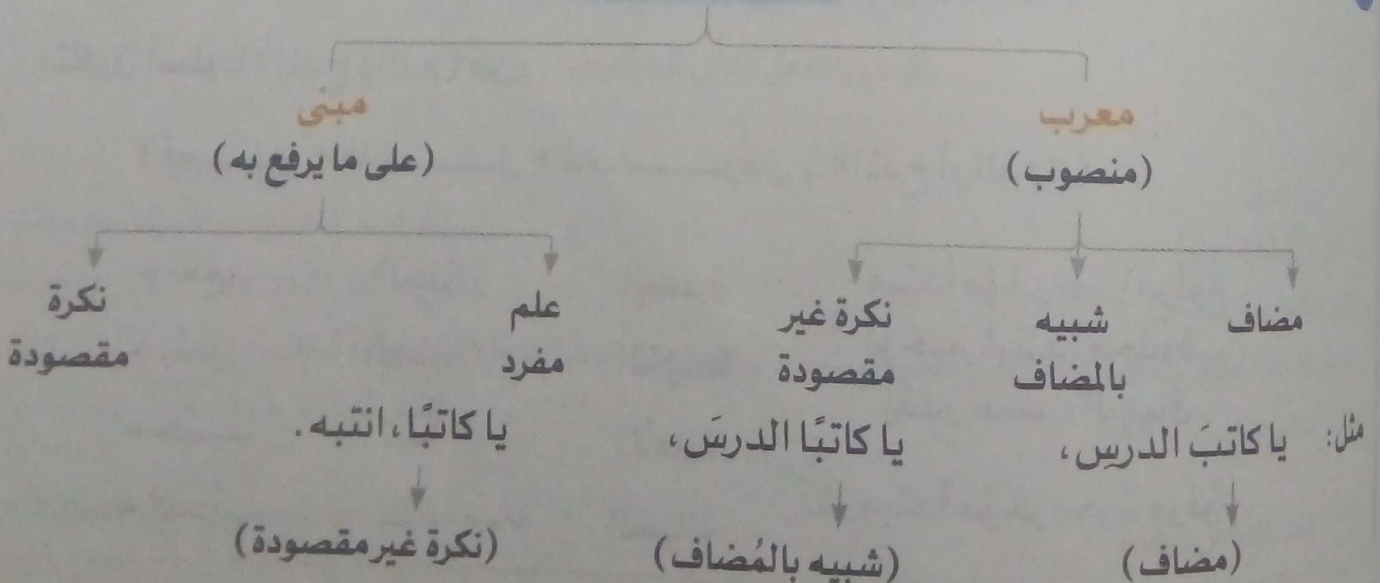 معرب
مبنى
(منصوب)
(على ما يرفع به)
مضاف
شبيه
بالمضاف
نكرة غير
مقصودة
علم
مفرد
نكرة
مقصودة
مثل: يا كاتبَ الدرسِ، يا كاتبًا الدرسَ، يا كاتبًا، انتبه.
(مضاف) (شبيه بالمُضاف) (نكرة غير مقصودة)